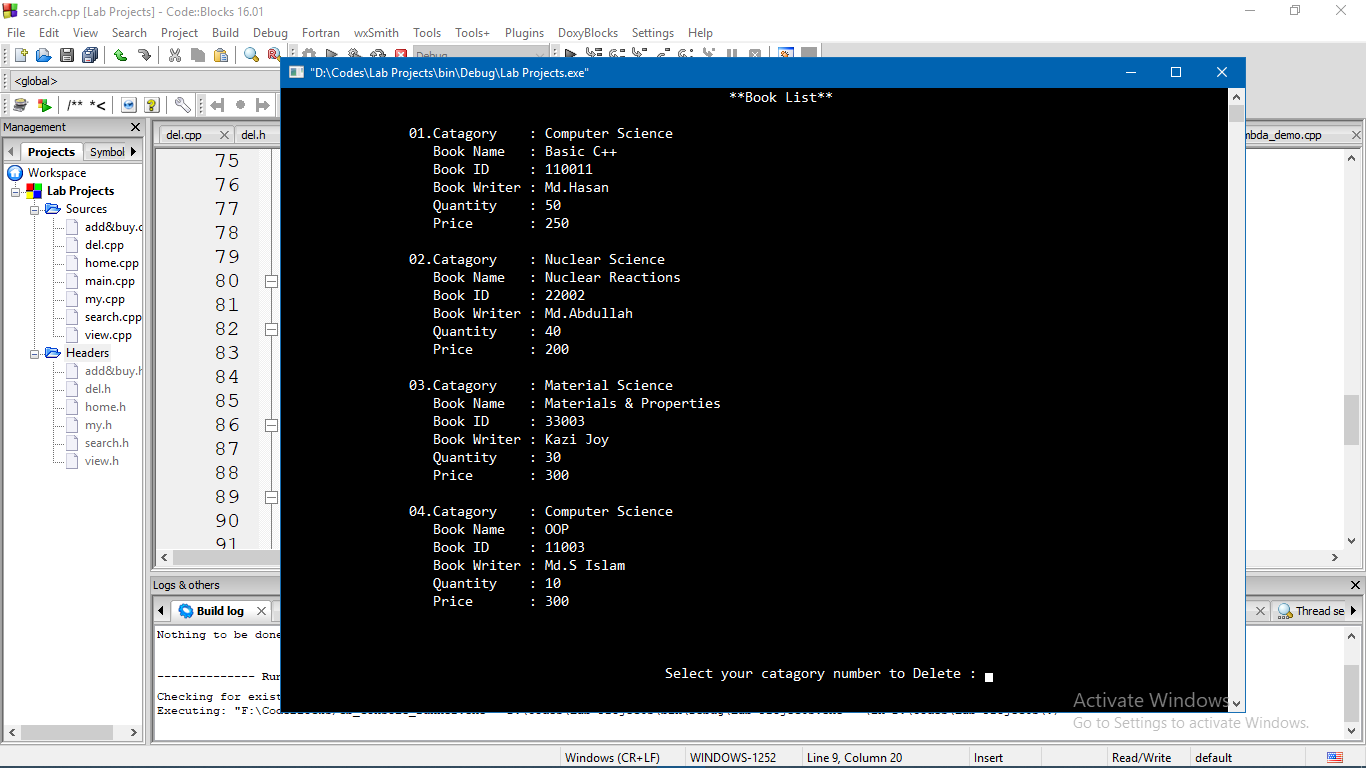 search.cpp [Lab Projects] - Code::Blocks 16.01
File Edit View Search Project Build Debug Fortran wxSmith Tools Tools+ Plugins DoxyBlocks Settings Help
Debug
<global>
"D:\Codes\Lab Projects\bin\Debug\Lab Projects.exe"
/** *<
Management
Projects Symbol
Workspace
Lab Projects
Sources
add&buy.c
del.cpp
home.cpp
main.cpp
my.cpp
search.cpp
view.cpp
Headers
add&buy.h
del.h
home.h
my.h
search.h
view.h
del.cpp del.h
mbda_demo.cpp
75
76
77
78
79
80
81
82
83
84
85
86
87
88
89
90
91
**Book List**
01.Catagory : Computer Science
Book Name : Basic C++
Book ID : 110011
Book Writer : Md.Hasan
Quantity : 50
Price : 250
02.Catagory : Nuclear Science
Book Name : Nuclear Reactions
Book ID : 22002
Book Writer : Md.Abdullah
Quantity : 40
Price : 200
03.Catagory : Material Science
Book Name : Materials & Properties
Book ID : 33003
Book Writer : Kazi Joy
Quantity : 30
Price : 300
04.Catagory : Computer Science
Book Name : OOP
Book ID : 11003
Book Writer : Md.S Islam
Quantity : 10
Price : 300
Select your catagory number to Delete :
Logs & others
Build log
Thread se
Nothing to be done
-------------- Run
Checking for exist
Executing: "F:\Co
Activate Windows
Go to Settings to activate Windows.
Windows (CR+LF) WINDOWS-1252 Line 9, Column 20 Insert Read/Write default